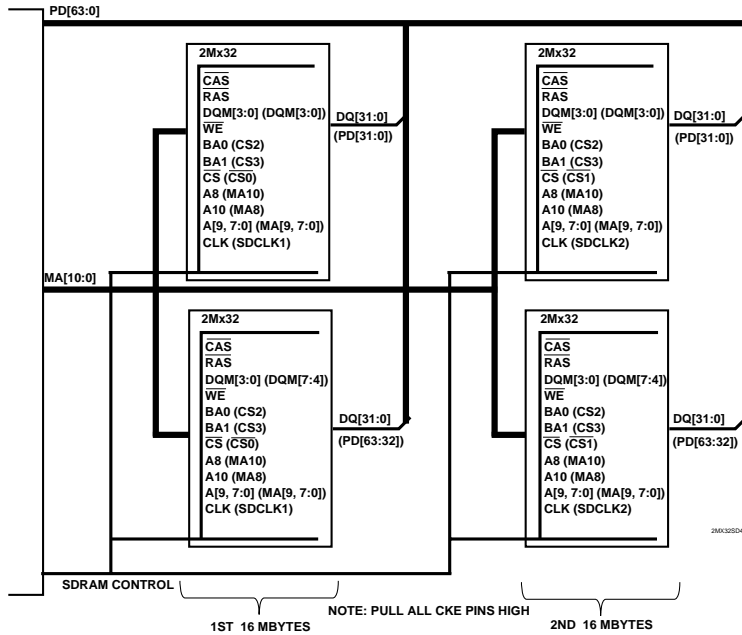 PD[63:0]
2Mx32
CAS
RAS
DQM[3:0] (DQM[3:0])
WE
BA0 (CS2)
BA1 (CS3)
CS (CS0)
A8 (MA10)
A10 (MA8)
A[9, 7:0] (MA[9, 7:0])
CLK (SDCLK1)
DQ[31:0]
(PD[31:0])
2Mx32
CAS
RAS
DQM[3:0] (DQM[3:0])
WE
BA0 (CS2)
BA1 (CS3)
CS (CS1)
A8 (MA10)
A10 (MA8)
A[9, 7:0] (MA[9, 7:0])
CLK (SDCLK2)
DQ[31:0]
(PD[31:0])
MA[10:0]
2Mx32
CAS
RAS
DQM[3:0] (DQM[7:4])
WE
BA0 (CS2)
BA1 (CS3)
CS (CS0)
A8 (MA10)
A10 (MA8)
A[9, 7:0] (MA[9, 7:0])
CLK (SDCLK1)
DQ[31:0]
(PD[63:32])
2Mx32
CAS
RAS
DQM[3:0] (DQM[7:4])
WE
BA0 (CS2)
BA1 (CS3)
CS (CS1)
A8 (MA10)
A10 (MA8)
A[9, 7:0] (MA[9, 7:0])
CLK (SDCLK2)
DQ[31:0]
(PD[63:32])
2MX32SD4
SDRAM CONTROL
NOTE: PULL ALL CKE PINS HIGH
1ST 16 MBYTES
2ND 16 MBYTES